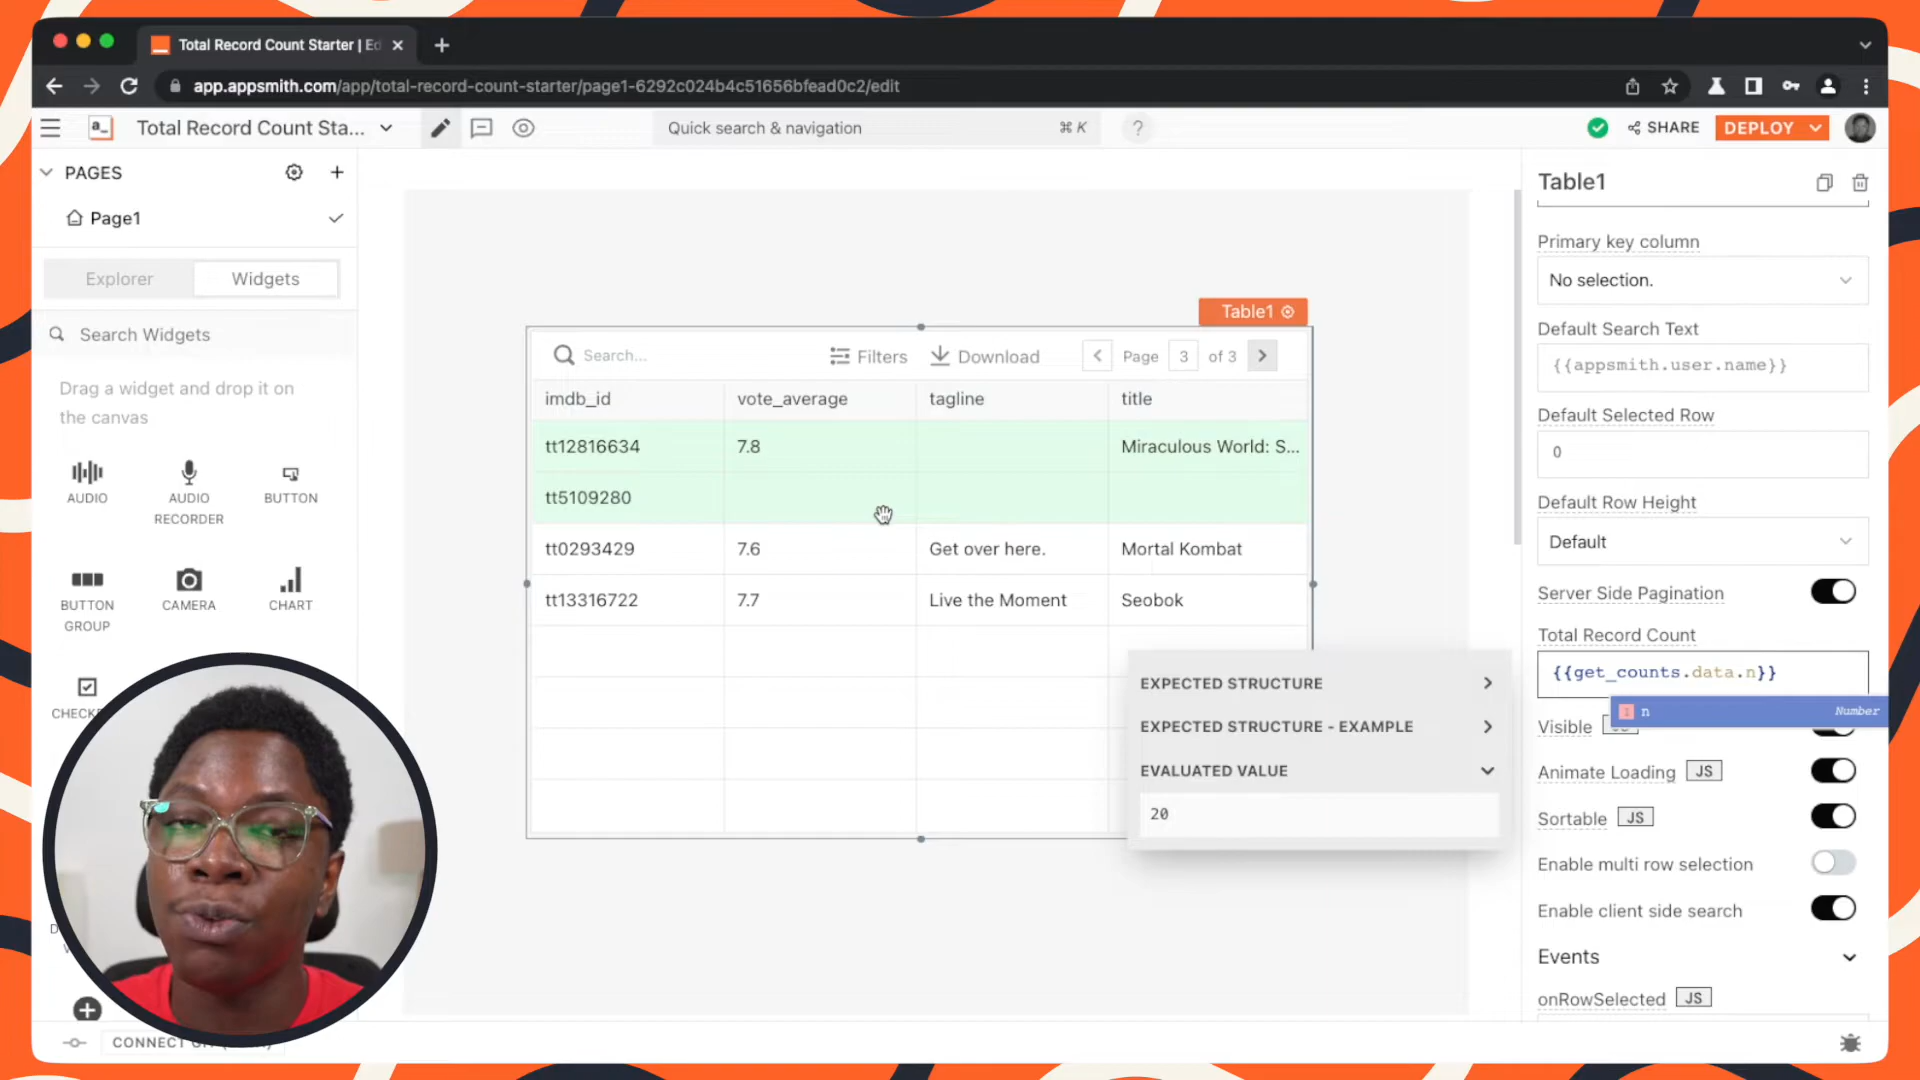 Total Record Count Starter | Ed
app.appsmith.com/app/total-record-count-starter/page1-6292c024b4c51656bfead0c2/edit
a_
Total Record Count Sta...
Quick search & navigation
⌘ K
?
SHARE
DEPLOY
PAGES
Page1
Explorer
Widgets
Search Widgets
Drag a widget and drop it on
the canvas
AUDIO
AUDIO
RECORDER
BUTTON
BUTTON
GROUP
CAMERA
CHART
CONNECT
Table1
Search...
Filters
Download
Page 3 of 3
imdb_id vote_average tagline title
tt12816634 7.8 Miraculous World: S...
tt5109280
tt0293429 7.6 Get over here. Mortal Kombat
tt13316722 7.7 Live the Moment Seobok
EXPECTED STRUCTURE
EXPECTED STRUCTURE - EXAMPLE
EVALUATED VALUE
20
Table1
Primary key column
No selection.
Default Search Text
{{appsmith.user.name}}
Default Selected Row
0
Default Row Height
Default
Server Side Pagination
Total Record Count
{{get_counts.data.n}}
n Number
Visible
Animate Loading JS
Sortable JS
Enable multi row selection
Enable client side search
Events
onRowSelected JS